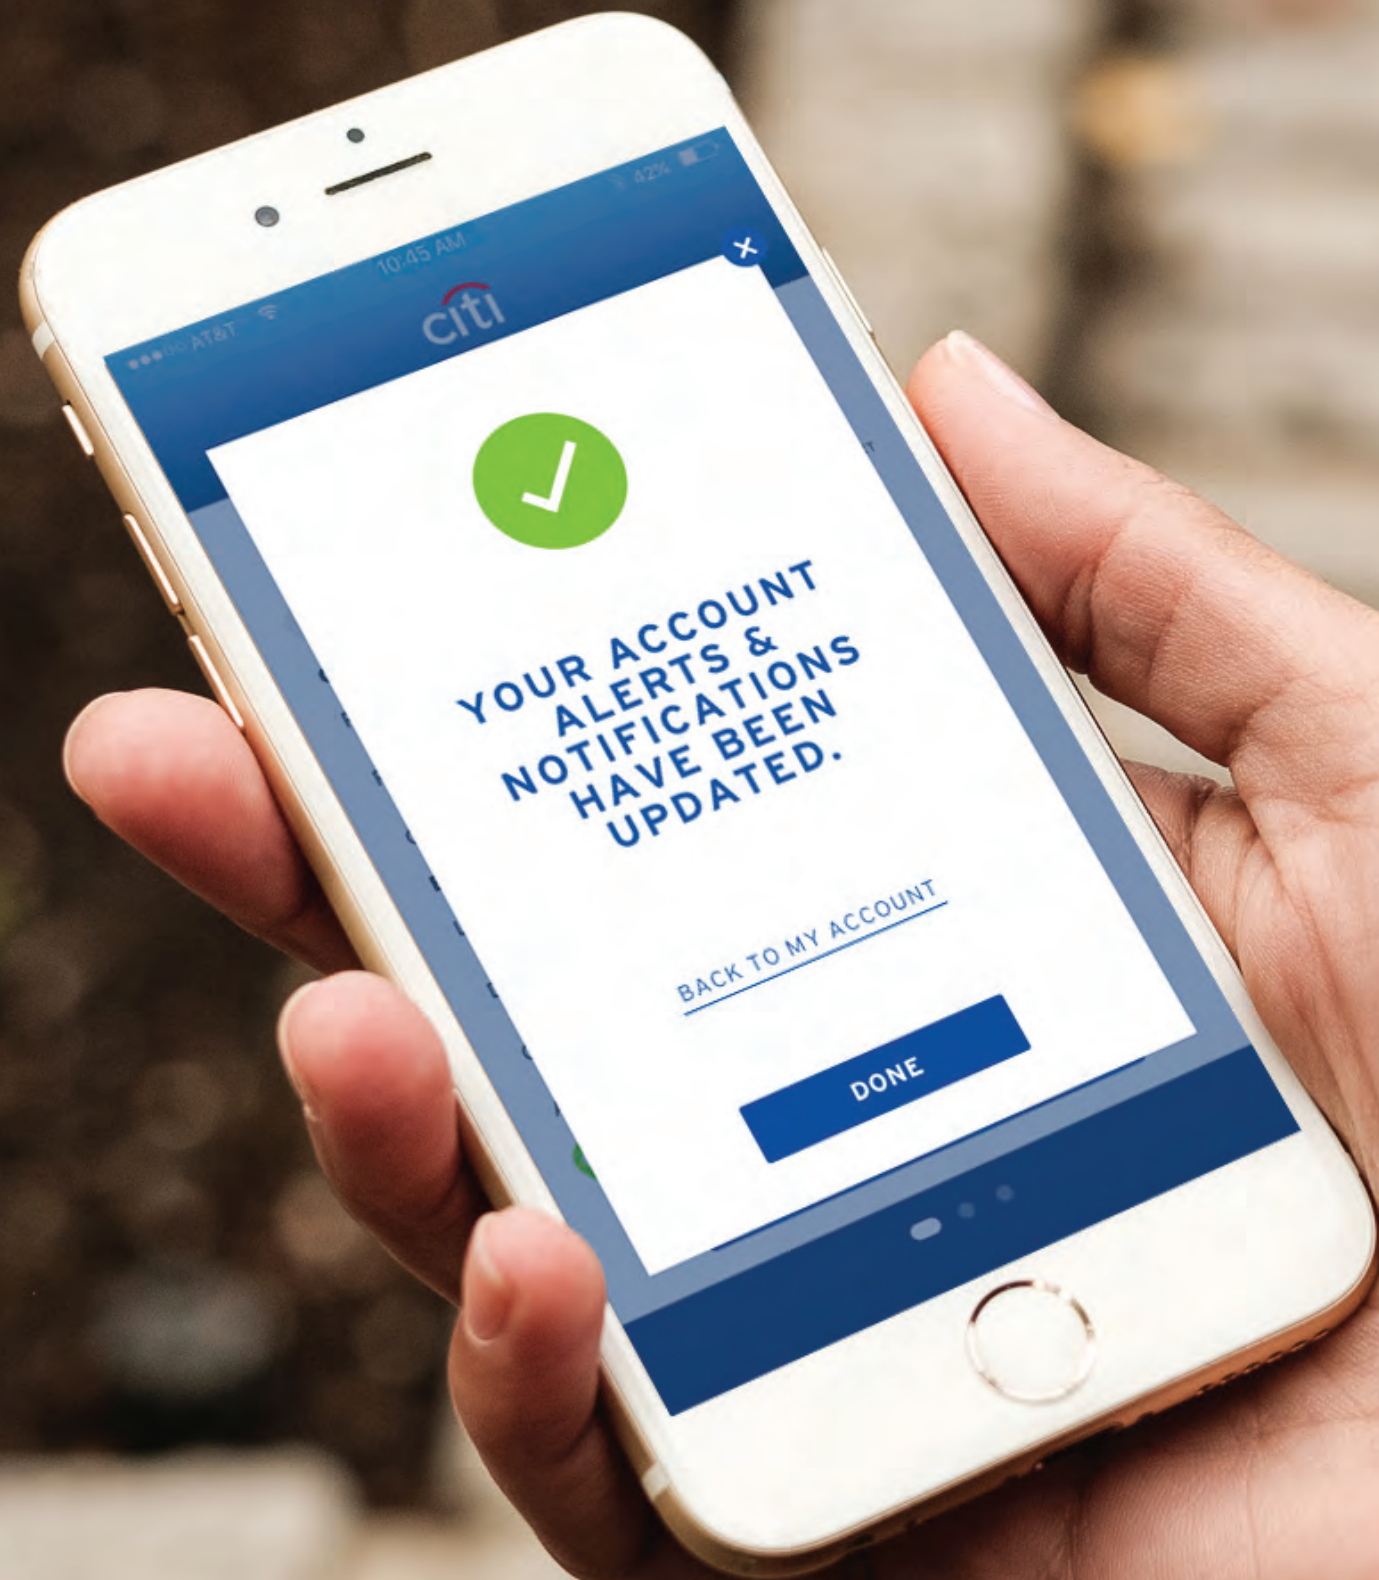 AT&T
10:45 AM
42%
citi
YOUR ACCOUNT
ALERTS &
NOTIFICATIONS
HAVE BEEN
UPDATED.
BACK TO MY ACCOUNT
DONE